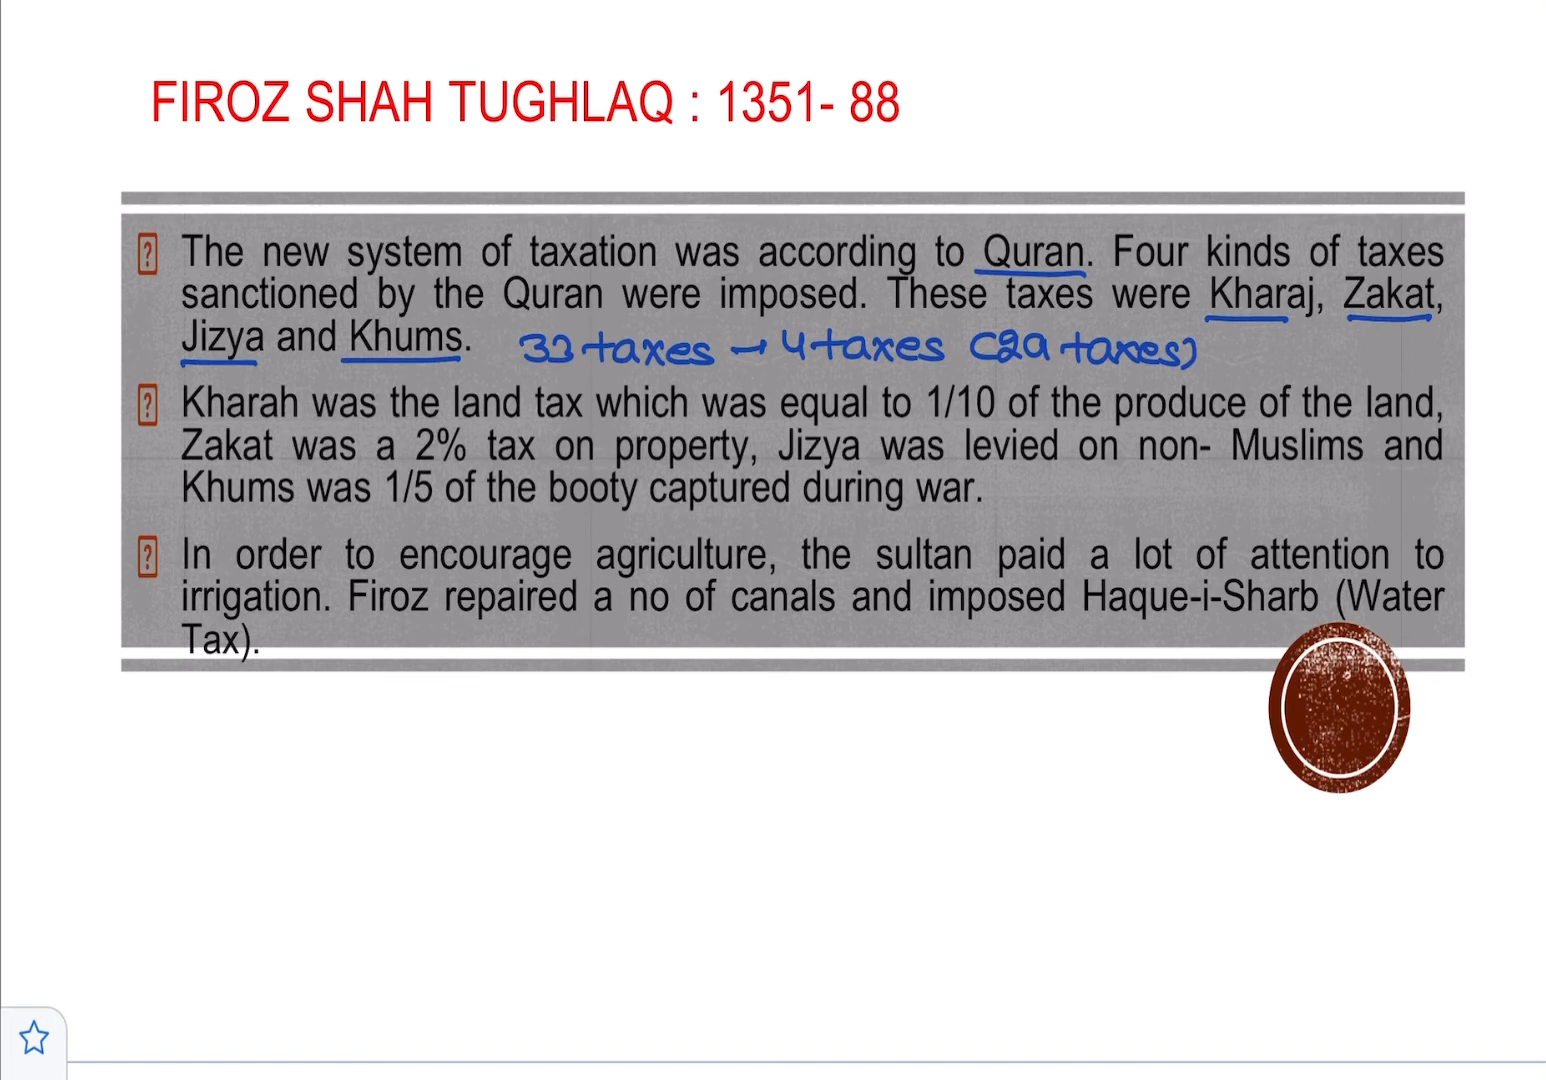 FIROZ SHAH TUGHLAQ : 1351- 88
The new system of taxation was according to Quran. Four kinds of taxes
sanctioned by the Quran were imposed. These taxes were Kharaj, Zakat,
Jizya and Khums. 33 taxes → 4 taxes (29 taxes)
Kharah was the land tax which was equal to 1/10 of the produce of the land,
Zakat was a 2% tax on property, Jizya was levied on non- Muslims and
Khums was 1/5 of the booty captured during war.
In order to encourage agriculture, the sultan paid a lot of attention to
irrigation. Firoz repaired a no of canals and imposed Haque-i-Sharb (Water
Tax).